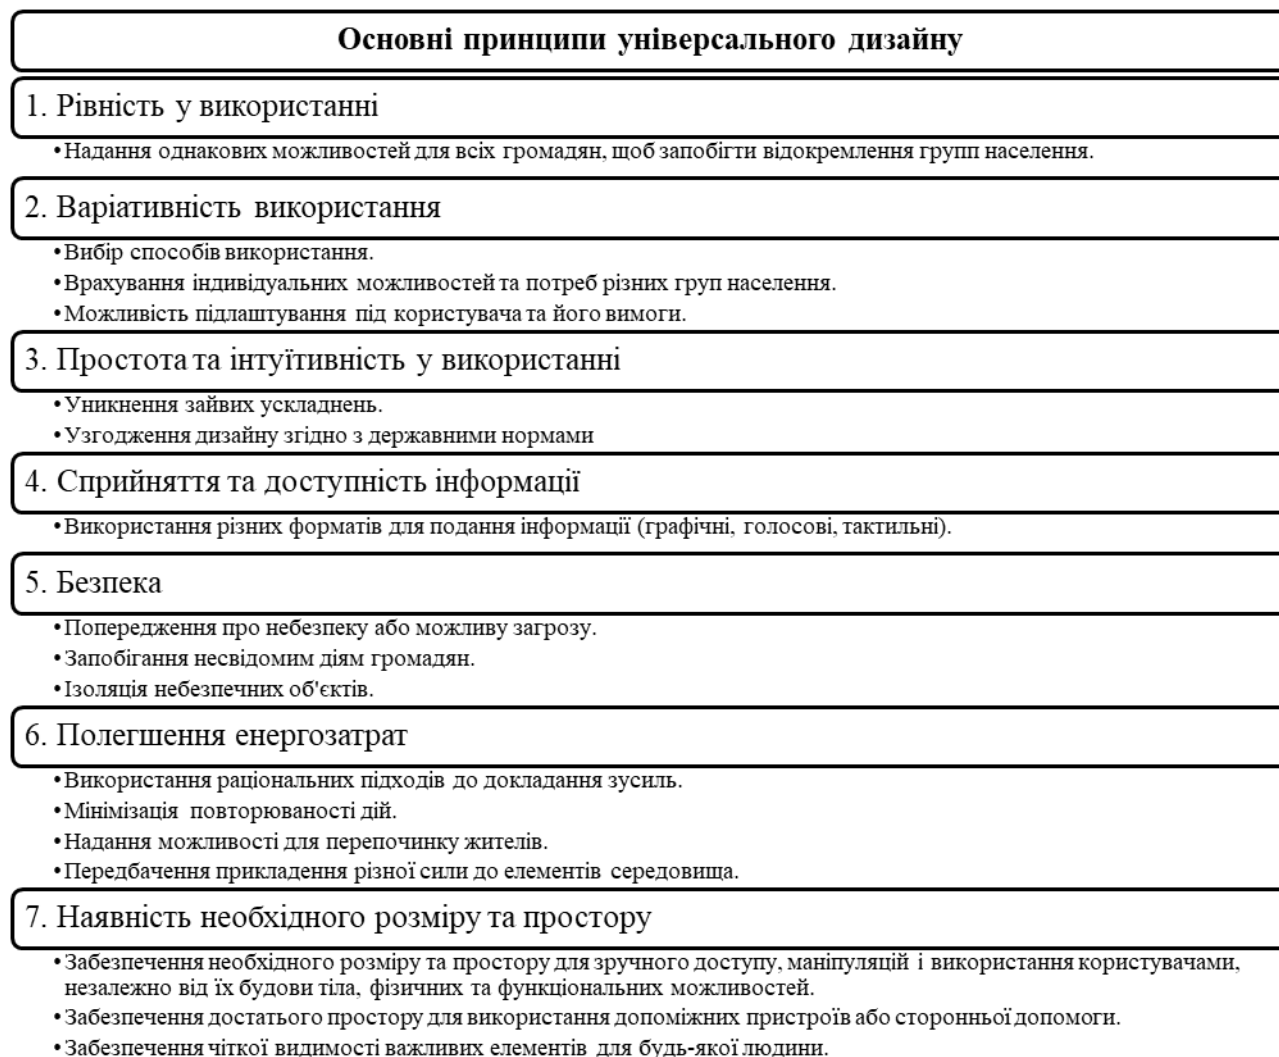 Основні принципи універсального дизайну
1. Рівність у використанні
•Надання однакових можливостей для всіх громадян, щоб запобігти відокремлення групп населення.
2. Варіативність використання
•Вибір способів використання.
•Врахування індивідуальних можливостей та потреб різних груп населення.
•Можливість підлаштування під користувача та його вимоги.
3. Простота та інтуїтивність у використанні
•Уникнення зайвих ускладнень.
•Узгодження дизайну згідно з державними нормами
4. Сприйняття та доступність інформації
•Використання різних форматів для подання інформації (графічні, голосові, тактильні).
5. Безпека
•Попередження про небезпеку або можливу загрозу.
•Запобігання несвідомим діям громадян.
•Ізоляція небезпечних об'єктів.
6. Полегшення енергозатрат
•Використання раціональних підходів до докладання зусиль.
•Мінімізація повторюваності дій.
•Надання можливості для перепочинку жителів.
•Передбачення прикладення різної сили до елементів середовища.
7. Наявність необхідного розміру та простору
•Забезпечення необхідного розміру та простору для зручного доступу, маніпуляцій і використання користувачами,
незалежно від їх будови тіла, фізичних та функціональних можливостей.
•Забезпечення достатього простору для використання допоміжних пристроїв або сторонньої допомоги.
•Забезпечення чіткої видимості важливих елементів для будь-якої людини.